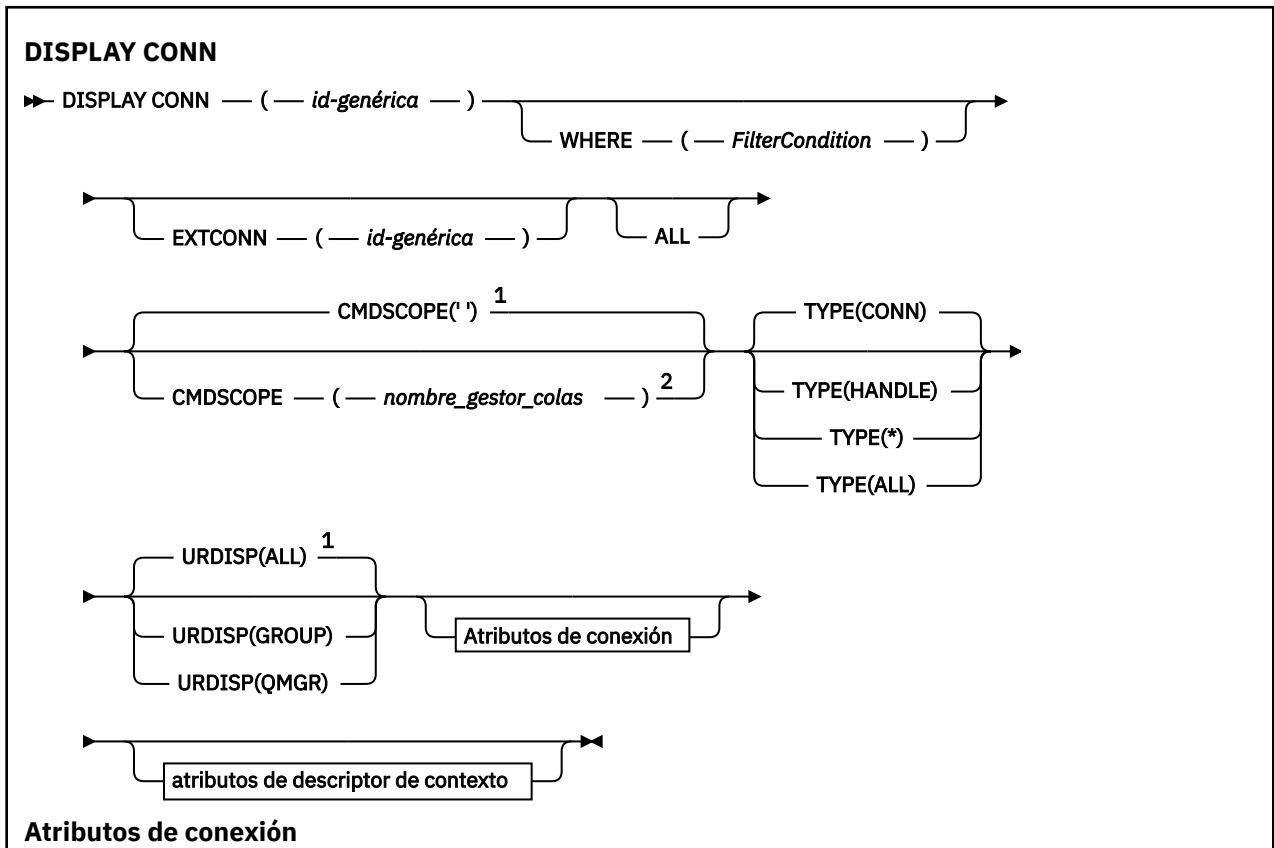 DISPLAY CONN
DISPLAY CONN ( id-genérica )
WHERE ( FilterCondition )
EXTCONN ( id-genérica )
ALL
CMDSCOPE(' ') 1
CMDSCOPE ( nombre_gestor_colas ) 2
TYPE(CONN)
TYPE(HANDLE)
TYPE(*)
TYPE(ALL)
URDISP(ALL) 1
URDISP(GROUP)
URDISP(QMGR)
Atributos de conexión
atributos de descriptor de contexto
Atributos de conexión